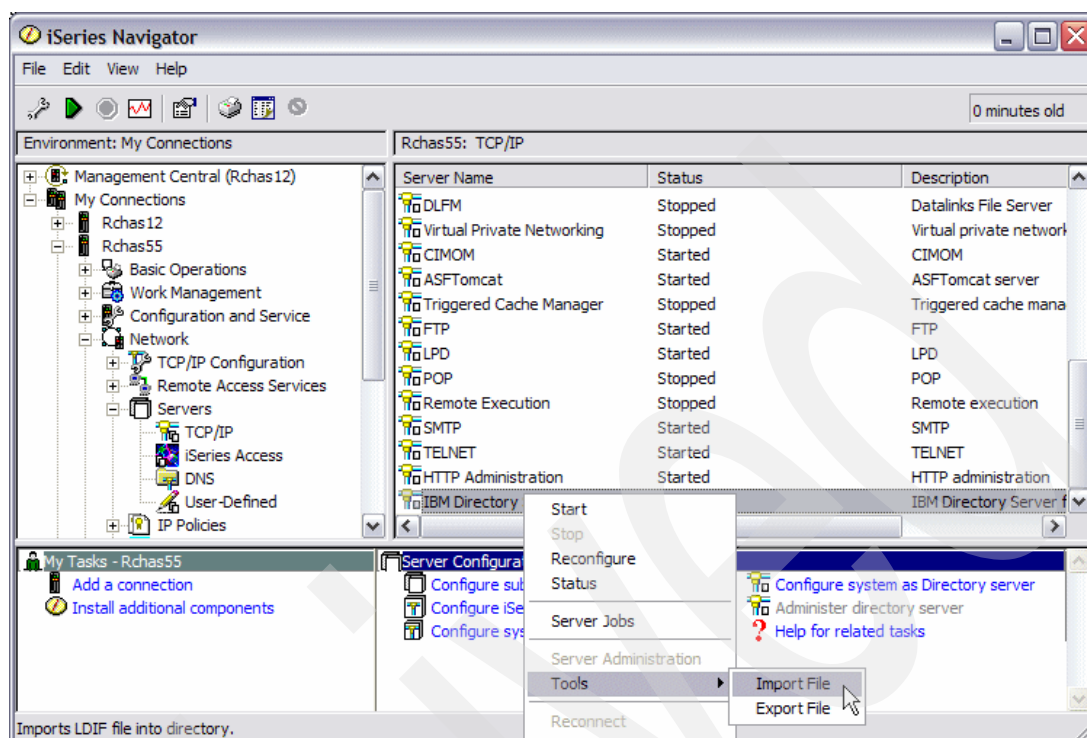 iSeries Navigator
File Edit View Help
0 minutes old
Environment: My Connections
Rchas55: TCP/IP
Management Central (Rchas12)
My Connections
Rchas12
Rchas55
Basic Operations
Work Management
Configuration and Service
Network
TCP/IP Configuration
Remote Access Services
Servers
TCP/IP
iSeries Access
DNS
User-Defined
IP Policies
Server Name Status Description
DLFM Stopped Datalinks File Server
Virtual Private Networking Stopped Virtual private network
CIMOM Started CIMOM
ASFTomcat Started ASFTomcat server
Triggered Cache Manager Stopped Triggered cache mana
FTP Started FTP
LPD Started LPD
POP Stopped POP
Remote Execution Stopped Remote execution
SMTP Started SMTP
TELNET Started TELNET
HTTP Administration Started HTTP administration
IBM Directory IBM Directory Server f
Start
Stop
Reconfigure
Status
Server Jobs
Server Administration
Tools
Reconnect
Import File
Export File
My Tasks - Rchas55
Add a connection
Install additional components
Server Configurat
Configure sub
Configure iSe
Configure sys
Configure system as Directory server
Administer directory server
Help for related tasks
Imports LDIF file into directory.